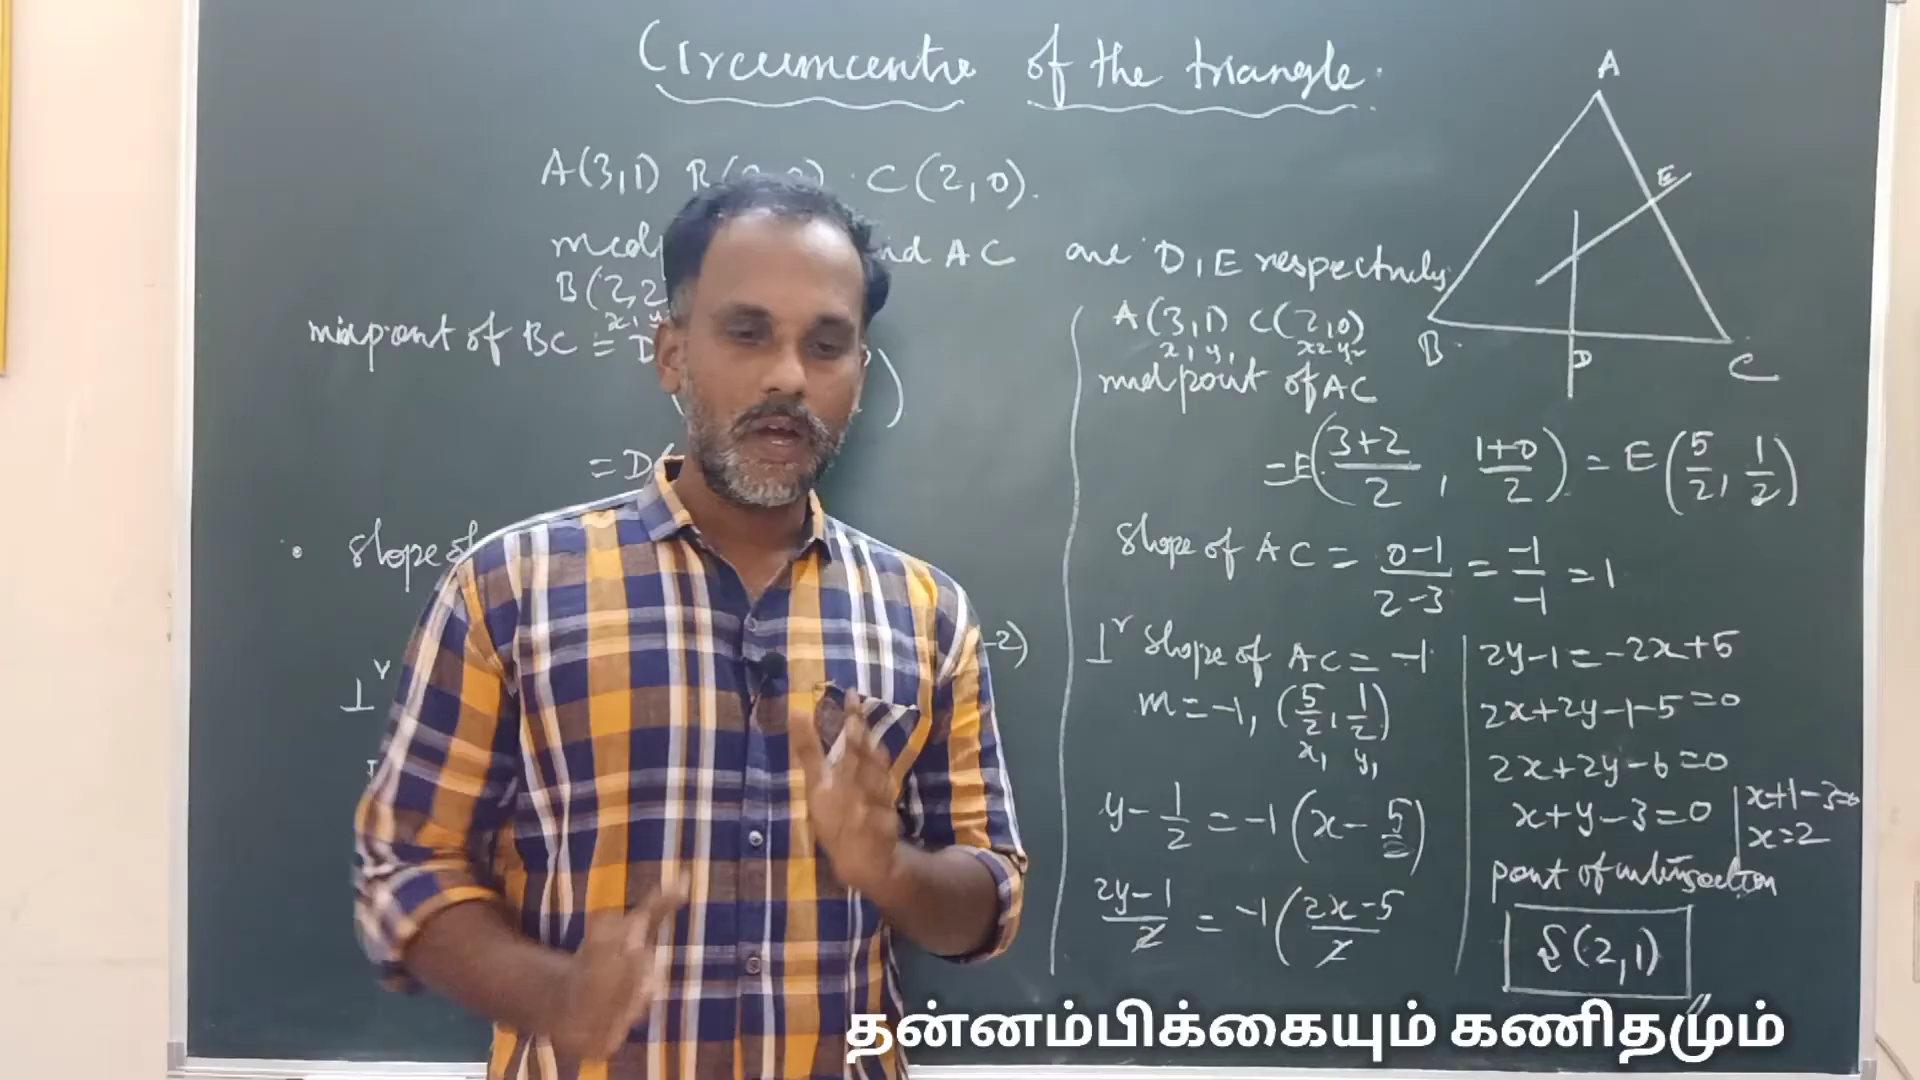 Circumcentre of the triangle.
A(3,1) C(2,0).
AC are D, E respectively
B(2,2
x₁ y
midpoint of BC = D
= D(
slope of
⊥ʳ
-2)
A
E
B
D
C
A(3,1) C(2,0)
x₁ y₁ x₂ y₂
midpoint of AC
= E(3+2/2, 1+0/2) = E(5/2, 1/2)
slope of AC = 0-1/2-3 = -1/-1 = 1
⊥ʳ slope of AC = -1
m = -1, (5/2, 1/2)
x₁ y₁
y - 1/2 = -1(x - 5/2)
2y-1/2 = -1(2x-5/2
2y-1 = -2x+5
2x+2y-1-5=0
2x+2y-6=0
x+y-3=0
x+1-3=0
x=2
point of intersection
S(2,1)
தன்னம்பிக்கையும் கணிதமும்